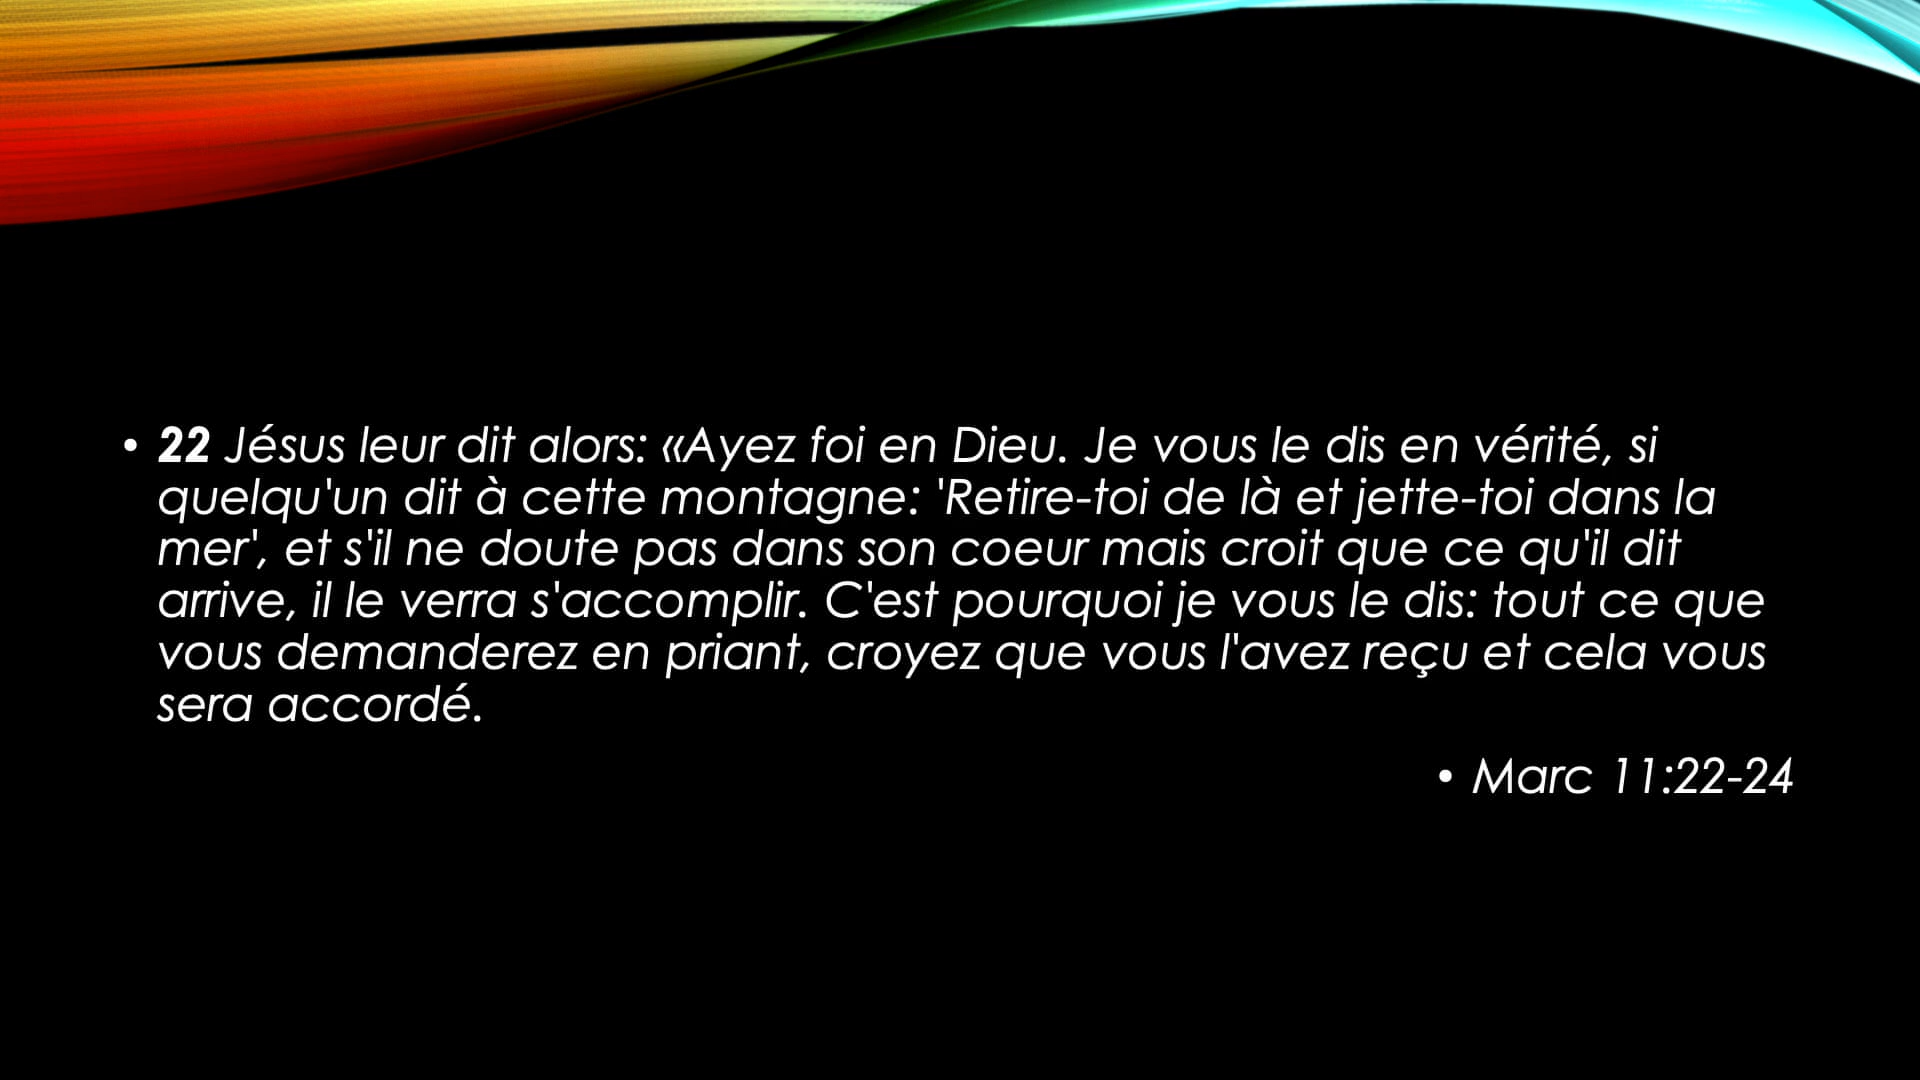 • 22 Jésus leur dit alors: «Ayez foi en Dieu. Je vous le dis en vérité, si
quelqu'un dit à cette montagne: 'Retire-toi de là et jette-toi dans la
mer', et s'il ne doute pas dans son coeur mais croit que ce qu'il dit
arrive, il le verra s'accomplir. C'est pourquoi je vous le dis: tout ce que
vous demanderez en priant, croyez que vous l'avez reçu et cela vous
sera accordé.
• Marc 11:22-24